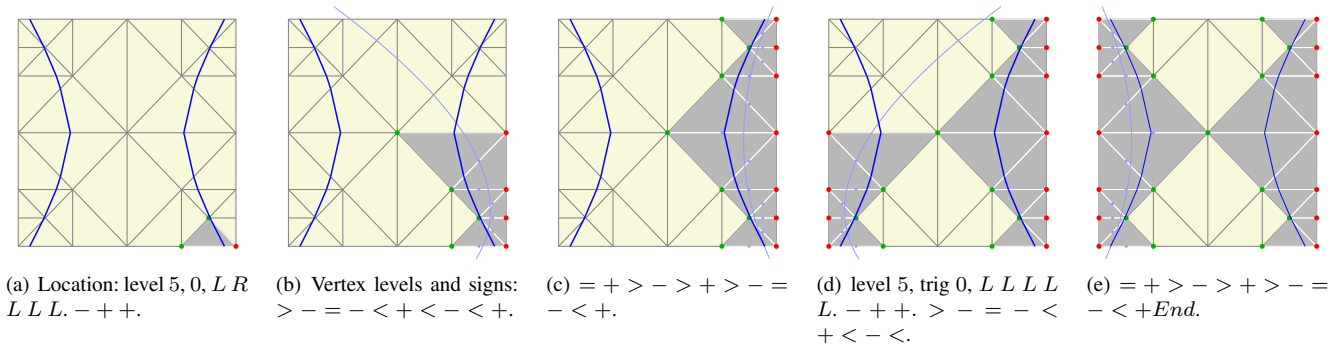 (a) Location: level 5, 0, L R
L L L. − + +.
(b) Vertex levels and signs:
> − = − < + < − < +.
(c) = + > − > + > − =
− < +.
(d) level 5, trig 0, L L L L
L. − + +. > − = − <
+ < − <.
(e) = + > − > + > − =
− < +End.